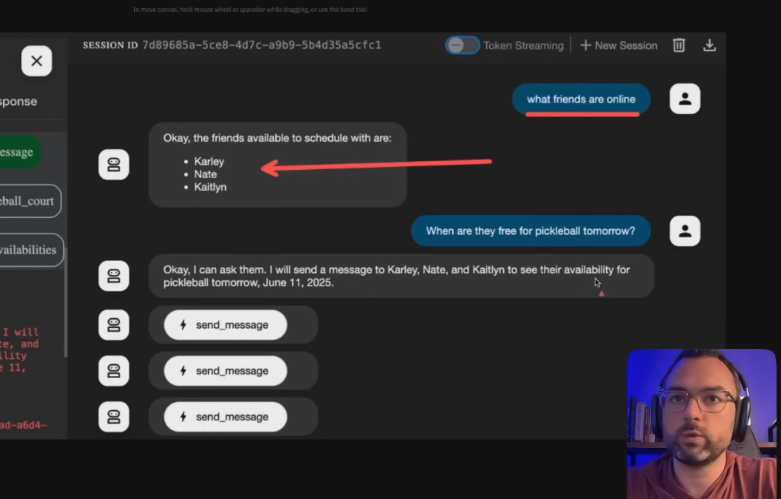 To move canvas, hold mouse wheel or spacebar while dragging, or use the hand tool
SESSION ID 7d89685a-5ce8-4d7c-a9b9-5b4d35a5cfc1
Token Streaming
+ New Session
sponse
what friends are online
essage
Okay, the friends available to schedule with are:
• Karley
• Nate
• Kaitlyn
eball_court
When are they free for pickleball tomorrow?
vailabilities
Okay, I can ask them. I will send a message to Karley, Nate, and Kaitlyn to see their availability for
pickleball tomorrow, June 11, 2025.
send_message
send_message
send_message
I will
te, and
ility
e 11,
ad-a6d4-